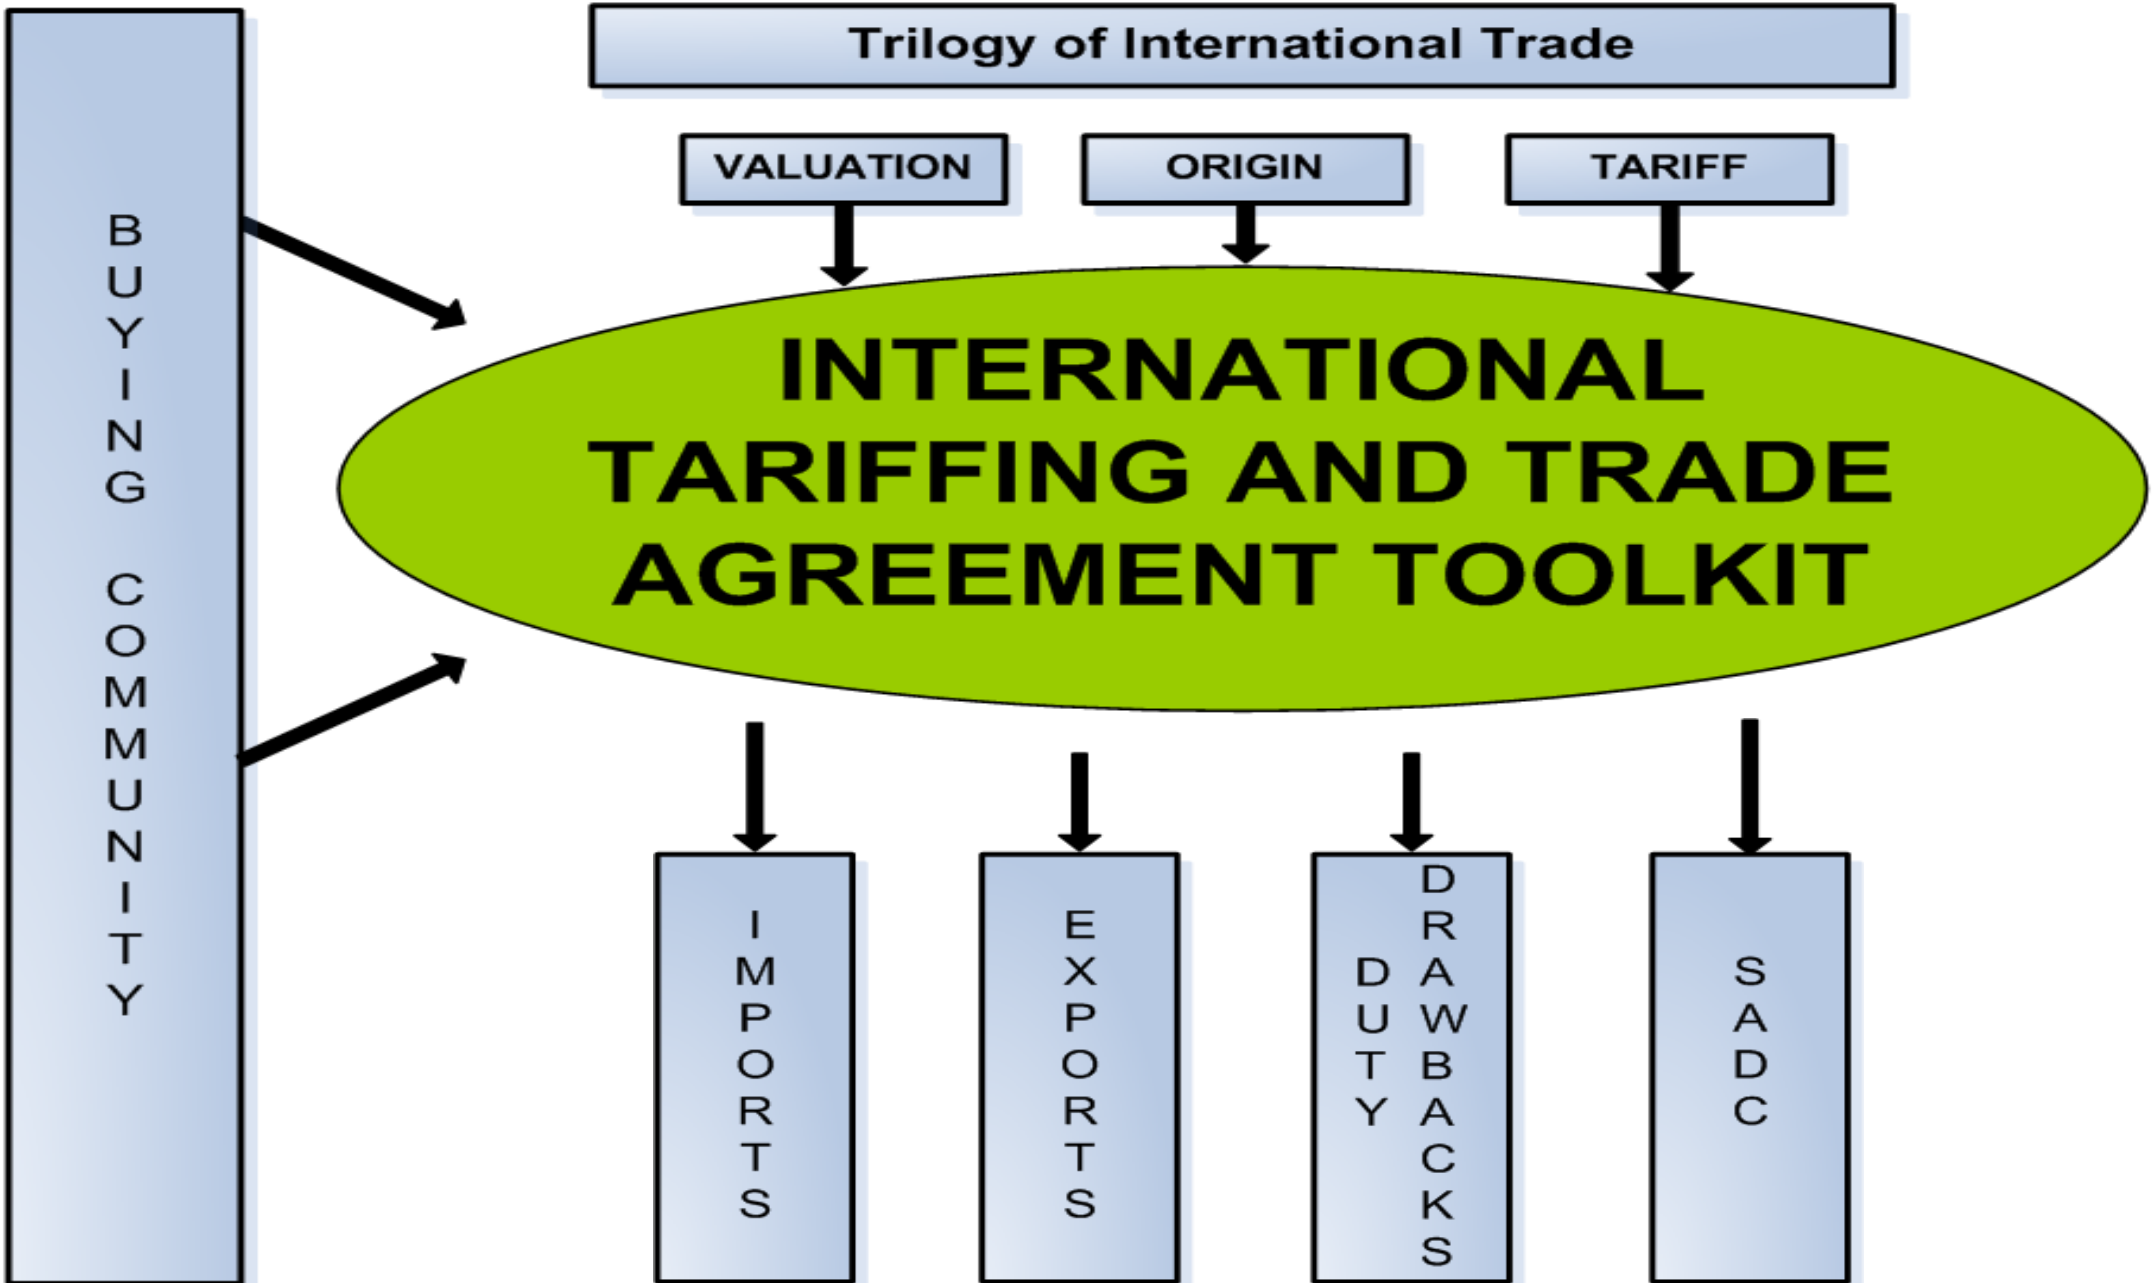 Trilogy of International Trade
VALUATION
ORIGIN
TARIFF
BUYING COMMUNITY
INTERNATIONAL
TARIFFING AND TRADE
AGREEMENT TOOLKIT
IMPORTS
EXPORTS
DUTY
DRAWBACKS
SADC